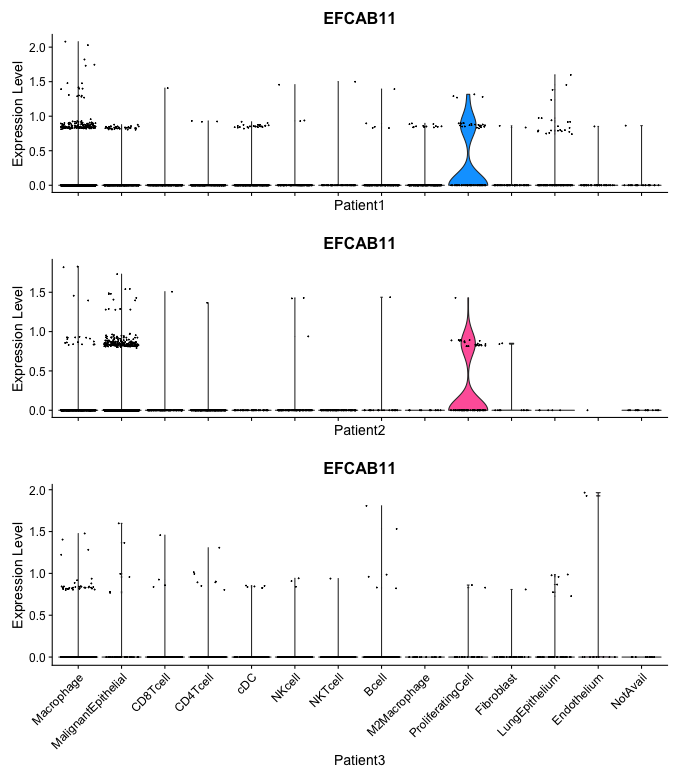 EFCAB11
Expression Level
2.0
1.5
1.0
0.5
0.0
Patient1
EFCAB11
Expression Level
1.5
1.0
0.5
0.0
Patient2
EFCAB11
Expression Level
2.0
1.5
1.0
0.5
0.0
Macrophage
MalignantEpithelial
CD8Tcell
CD4Tcell
cDC
NKcell
NKTcell
Bcell
M2Macrophage
ProliferatingCell
Fibroblast
LungEpithelium
Endothelium
NotAvail
Patient3